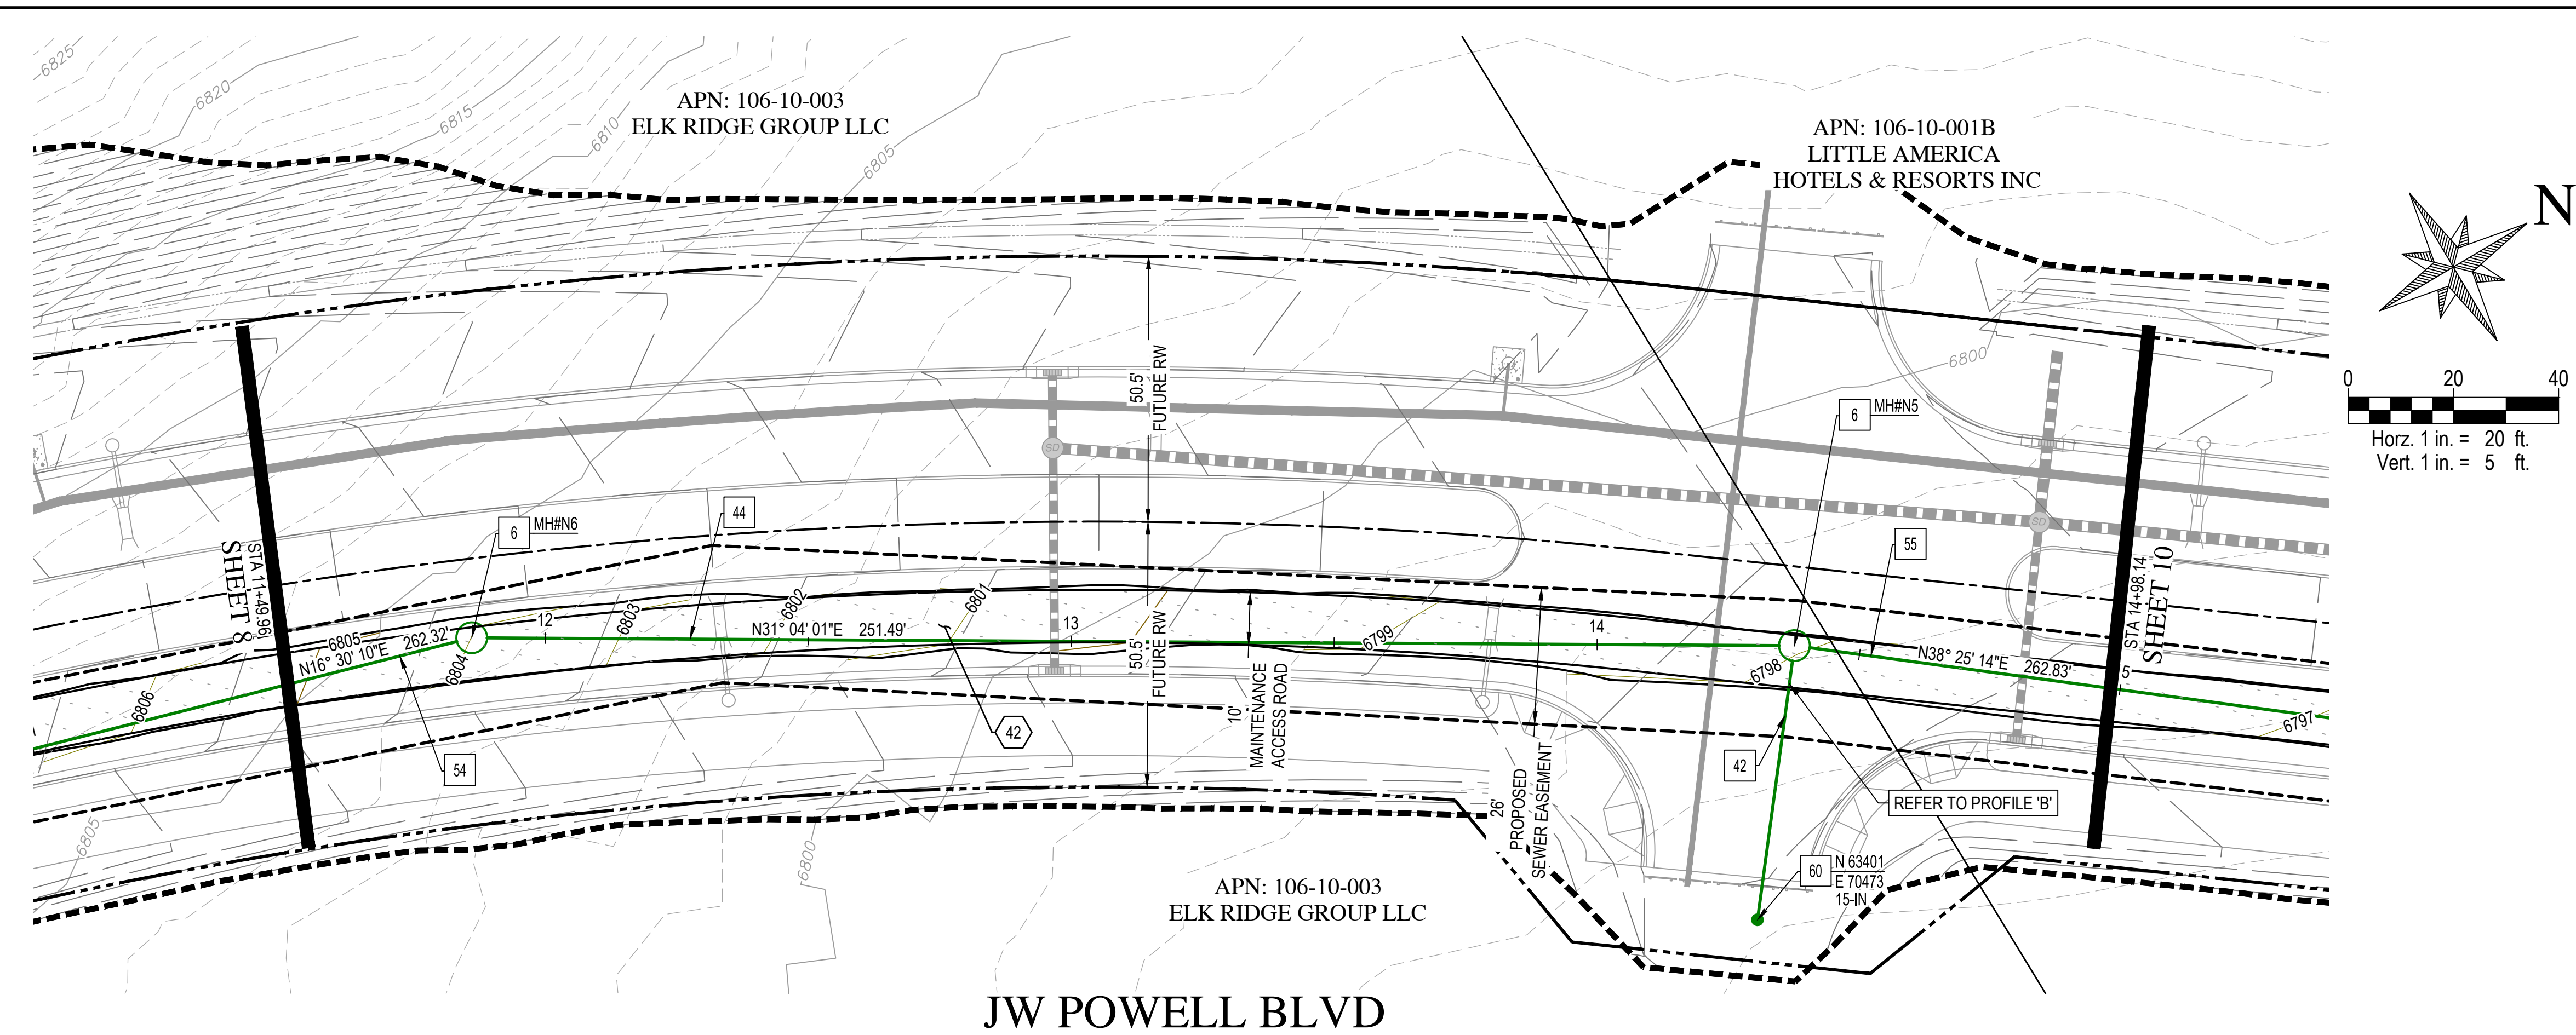 6825
6820
6815
6810
6805
APN: 106-10-003
ELK RIDGE GROUP LLC
APN: 106-10-001B
LITTLE AMERICA
HOTELS & RESORTS INC
N
0 20 40
Horz. 1 in. = 20 ft.
Vert. 1 in. = 5 ft.
6800
50.5'
FUTURE RW
SD
SD
6 MH#N5
6 MH#N6
44
55
SHEET 8
STA 11+49.96
STA 14+98.14
SHEET 10
12
13
14
5
6806
6805
6804
6803
6802
6801
6799
6798
6797
N16° 30' 10"E 262.32'
N31° 04' 01"E 251.49'
N38° 25' 14"E 262.83'
50.5'
FUTURE RW
10'
MAINTENANCE
ACCESS ROAD
26'
PROPOSED
SEWER EASEMENT
54
42
42
REFER TO PROFILE 'B'
60
N 63401
E 70473
15-IN
6805
6800
APN: 106-10-003
ELK RIDGE GROUP LLC
JW POWELL BLVD